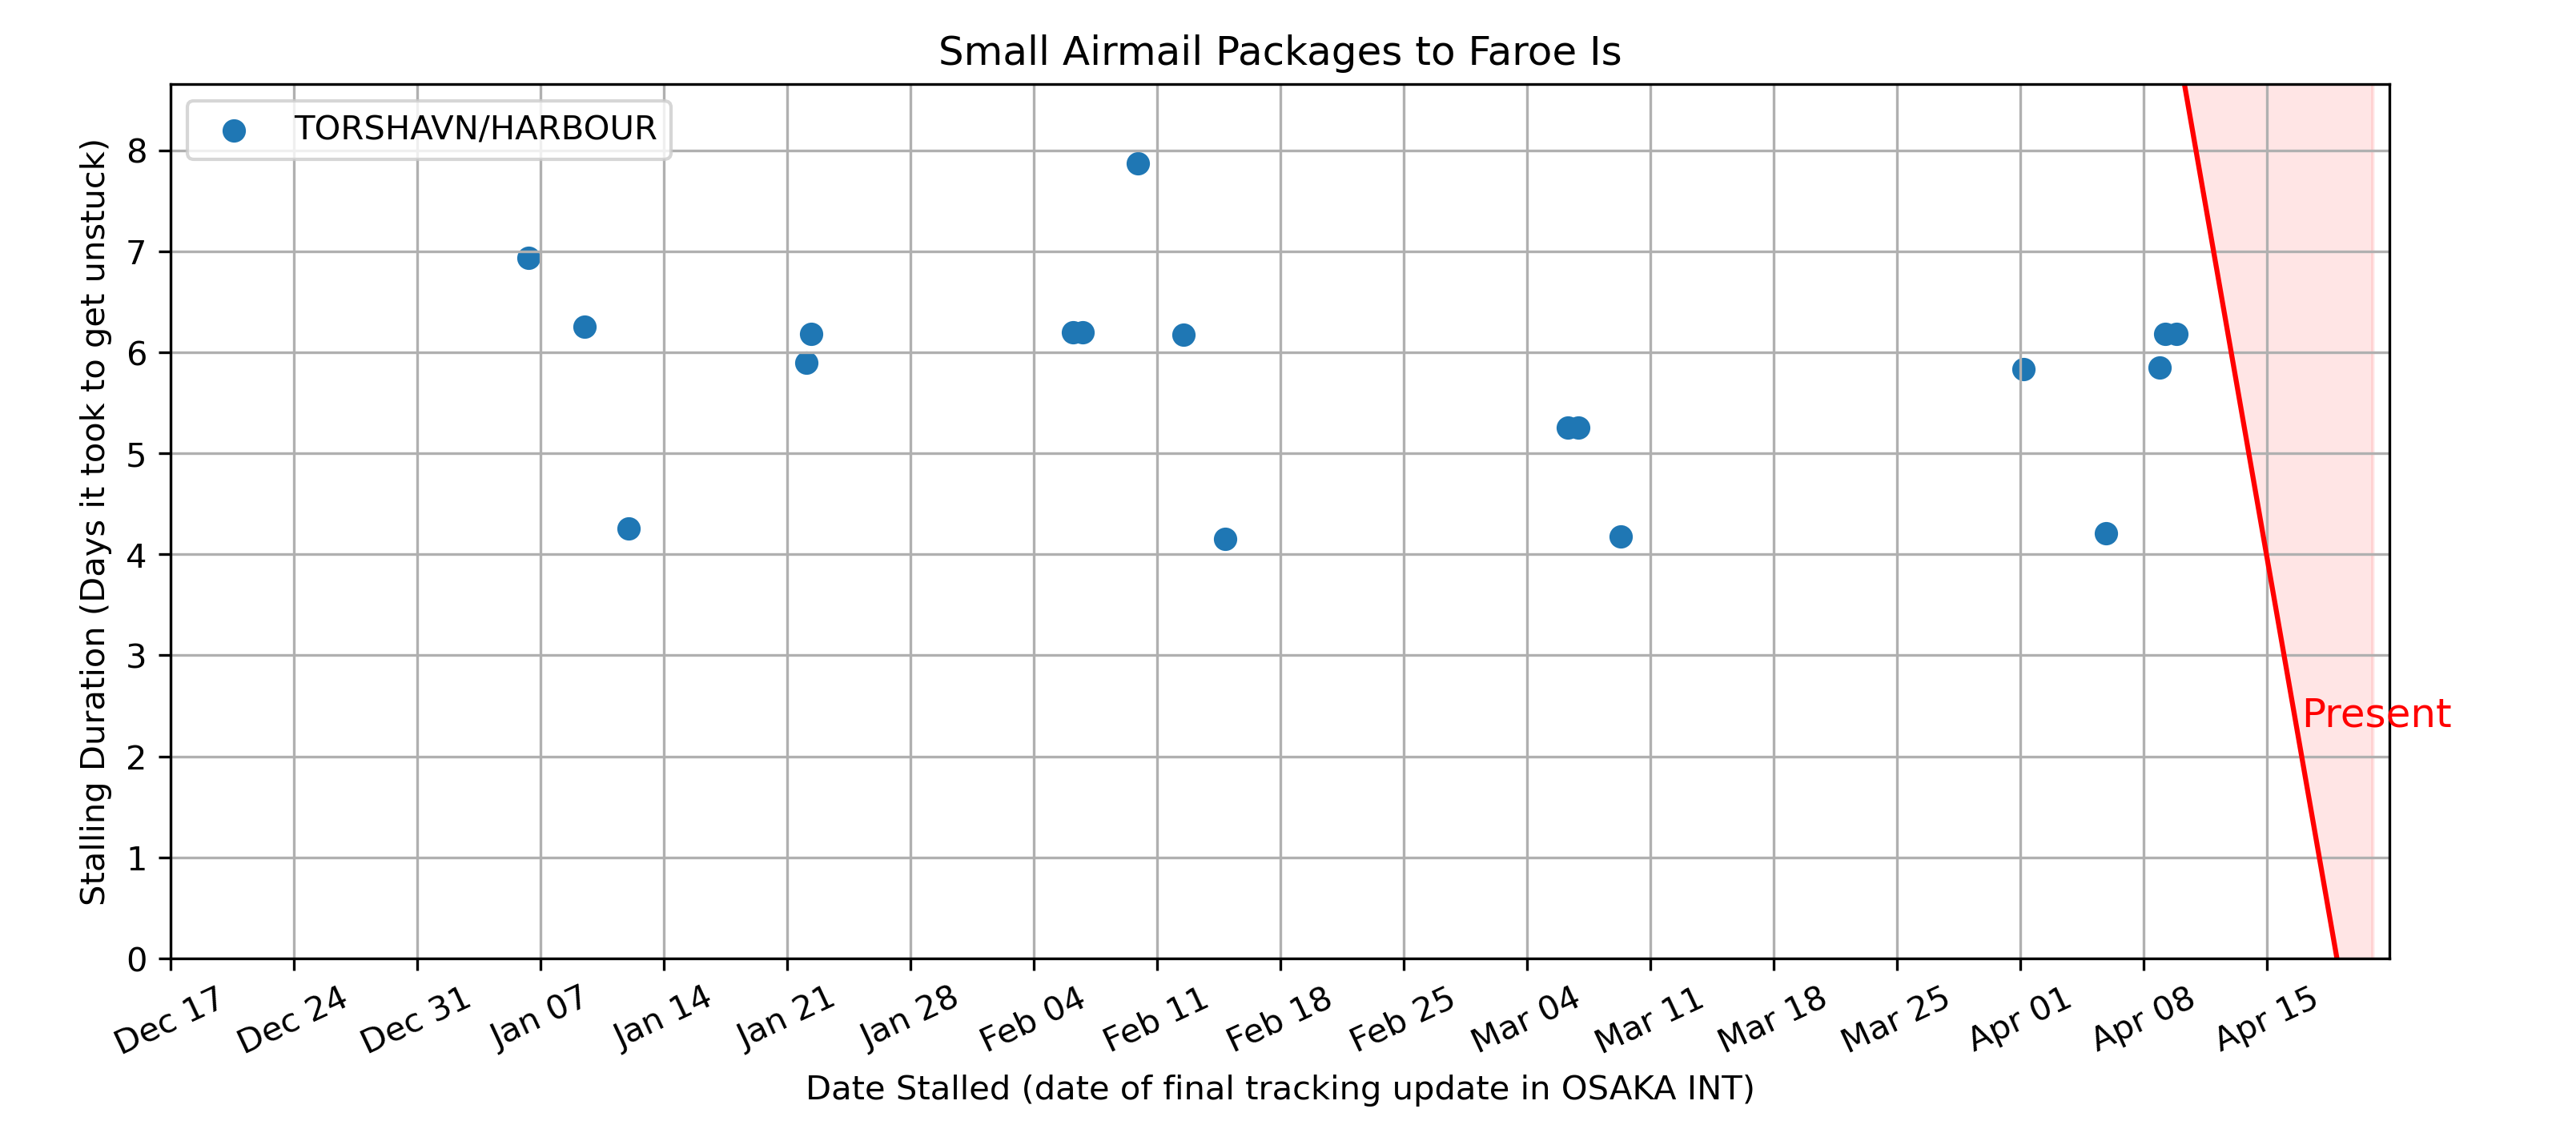 Small Airmail Packages to Faroe Is
TORSHAVN/HARBOUR
Stalling Duration (Days it took to get unstuck)
8
7
6
5
4
3
2
1
0
Present
Dec 17 Dec 24 Dec 31 Jan 07 Jan 14 Jan 21 Jan 28 Feb 04 Feb 11 Feb 18 Feb 25 Mar 04 Mar 11 Mar 18 Mar 25 Apr 01 Apr 08 Apr 15
Date Stalled (date of final tracking update in OSAKA INT)